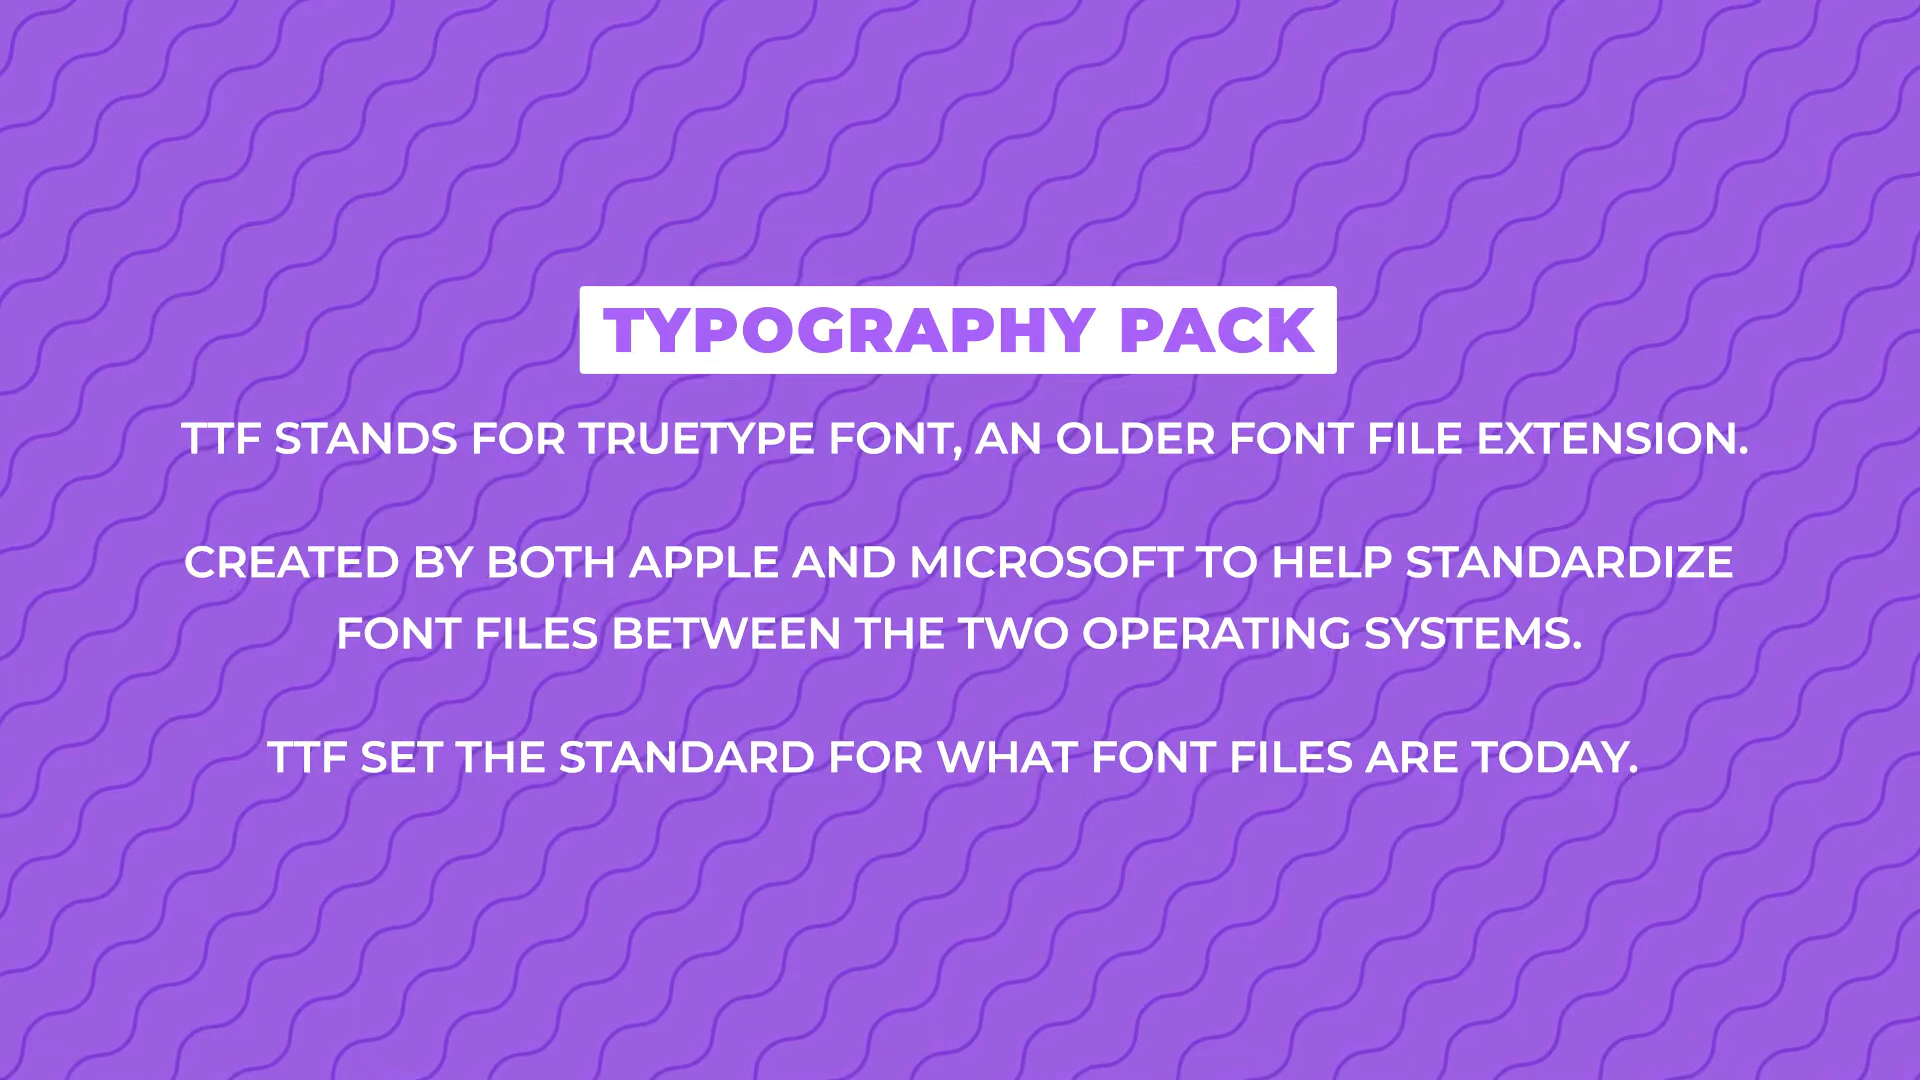 TYPOGRAPHY PACK
TTF STANDS FOR TRUETYPE FONT, AN OLDER FONT FILE EXTENSION.
CREATED BY BOTH APPLE AND MICROSOFT TO HELP STANDARDIZE
FONT FILES BETWEEN THE TWO OPERATING SYSTEMS.
TTF SET THE STANDARD FOR WHAT FONT FILES ARE TODAY.